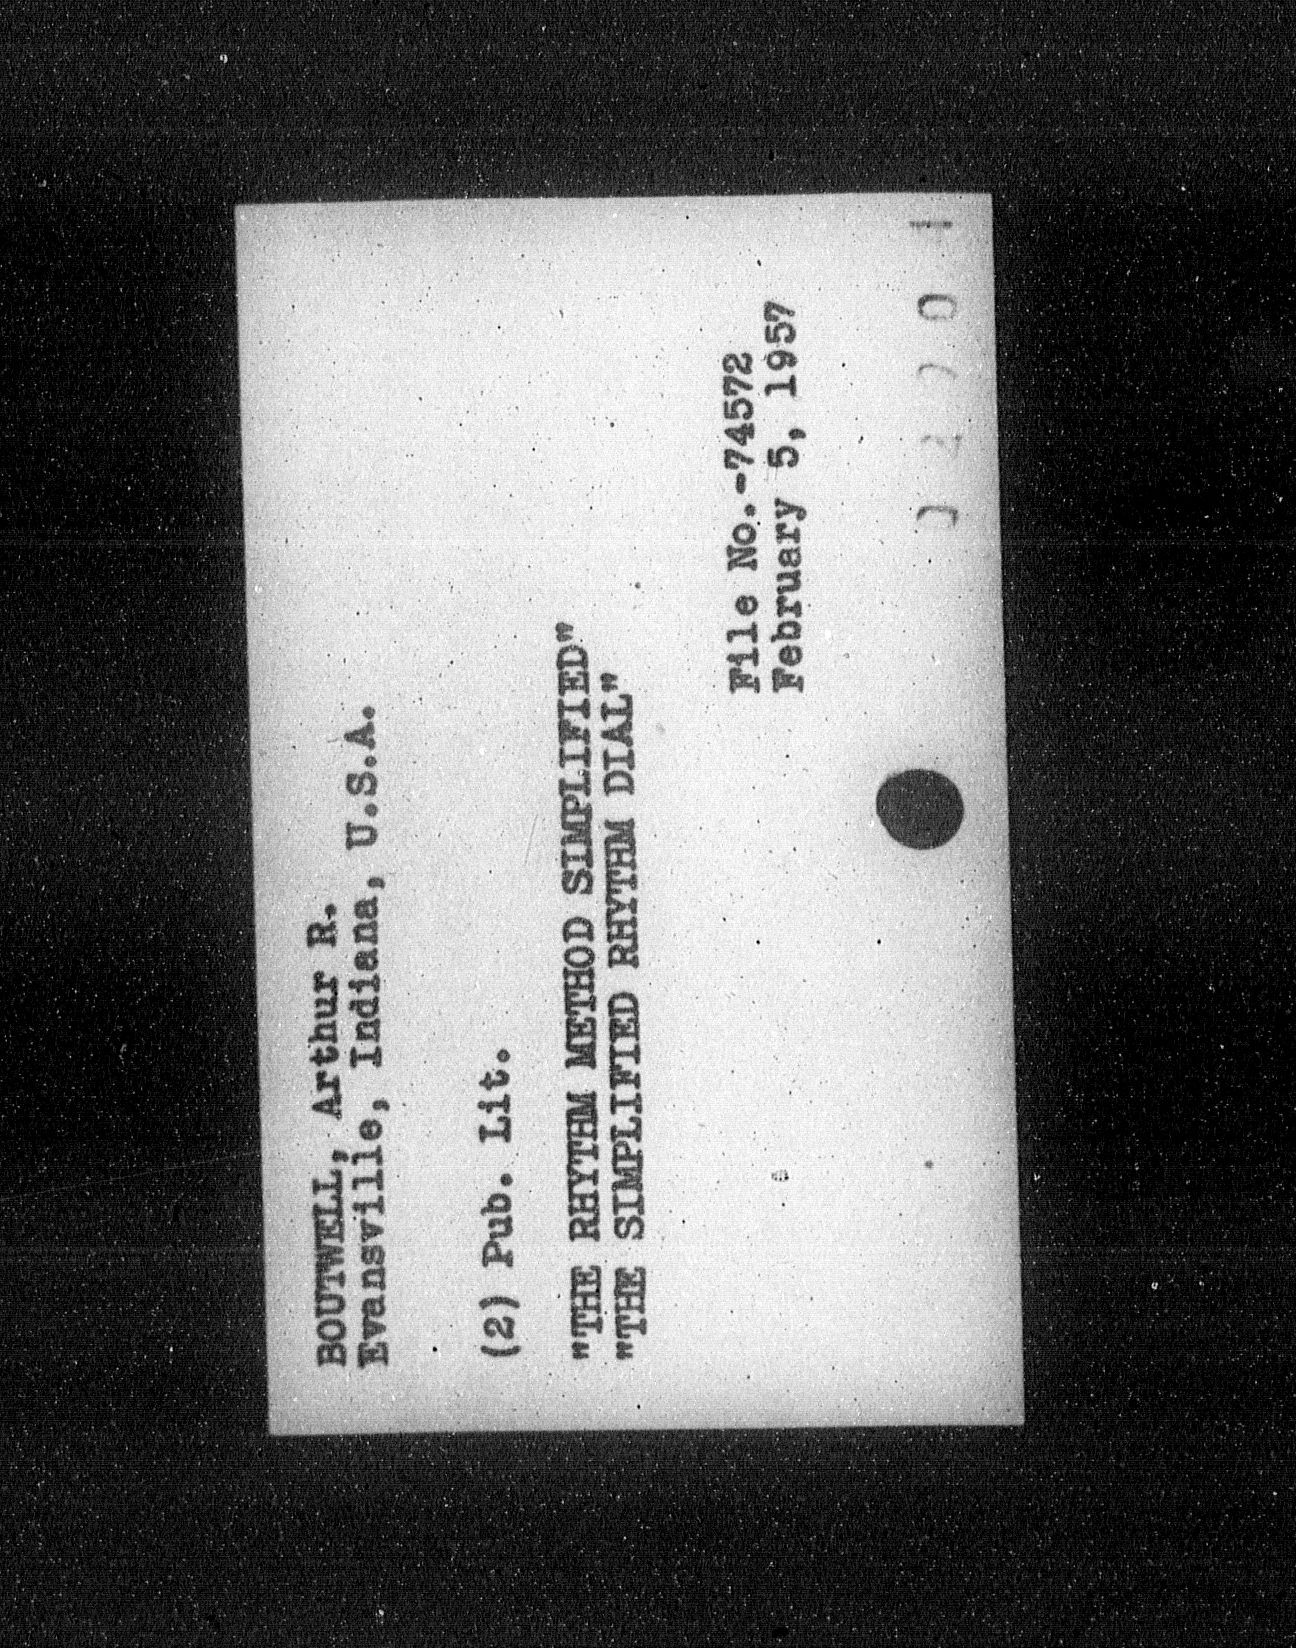 BOUTWELL, Arthur R.
Evansville, Indiana, U.S.A.
(2) Pub. Lit.
"THE RHYTHM METHOD SIMPLIFIED"
"THE SIMPLIFIED RHYTHM DIAL"
File No.-74572
February 5, 1957